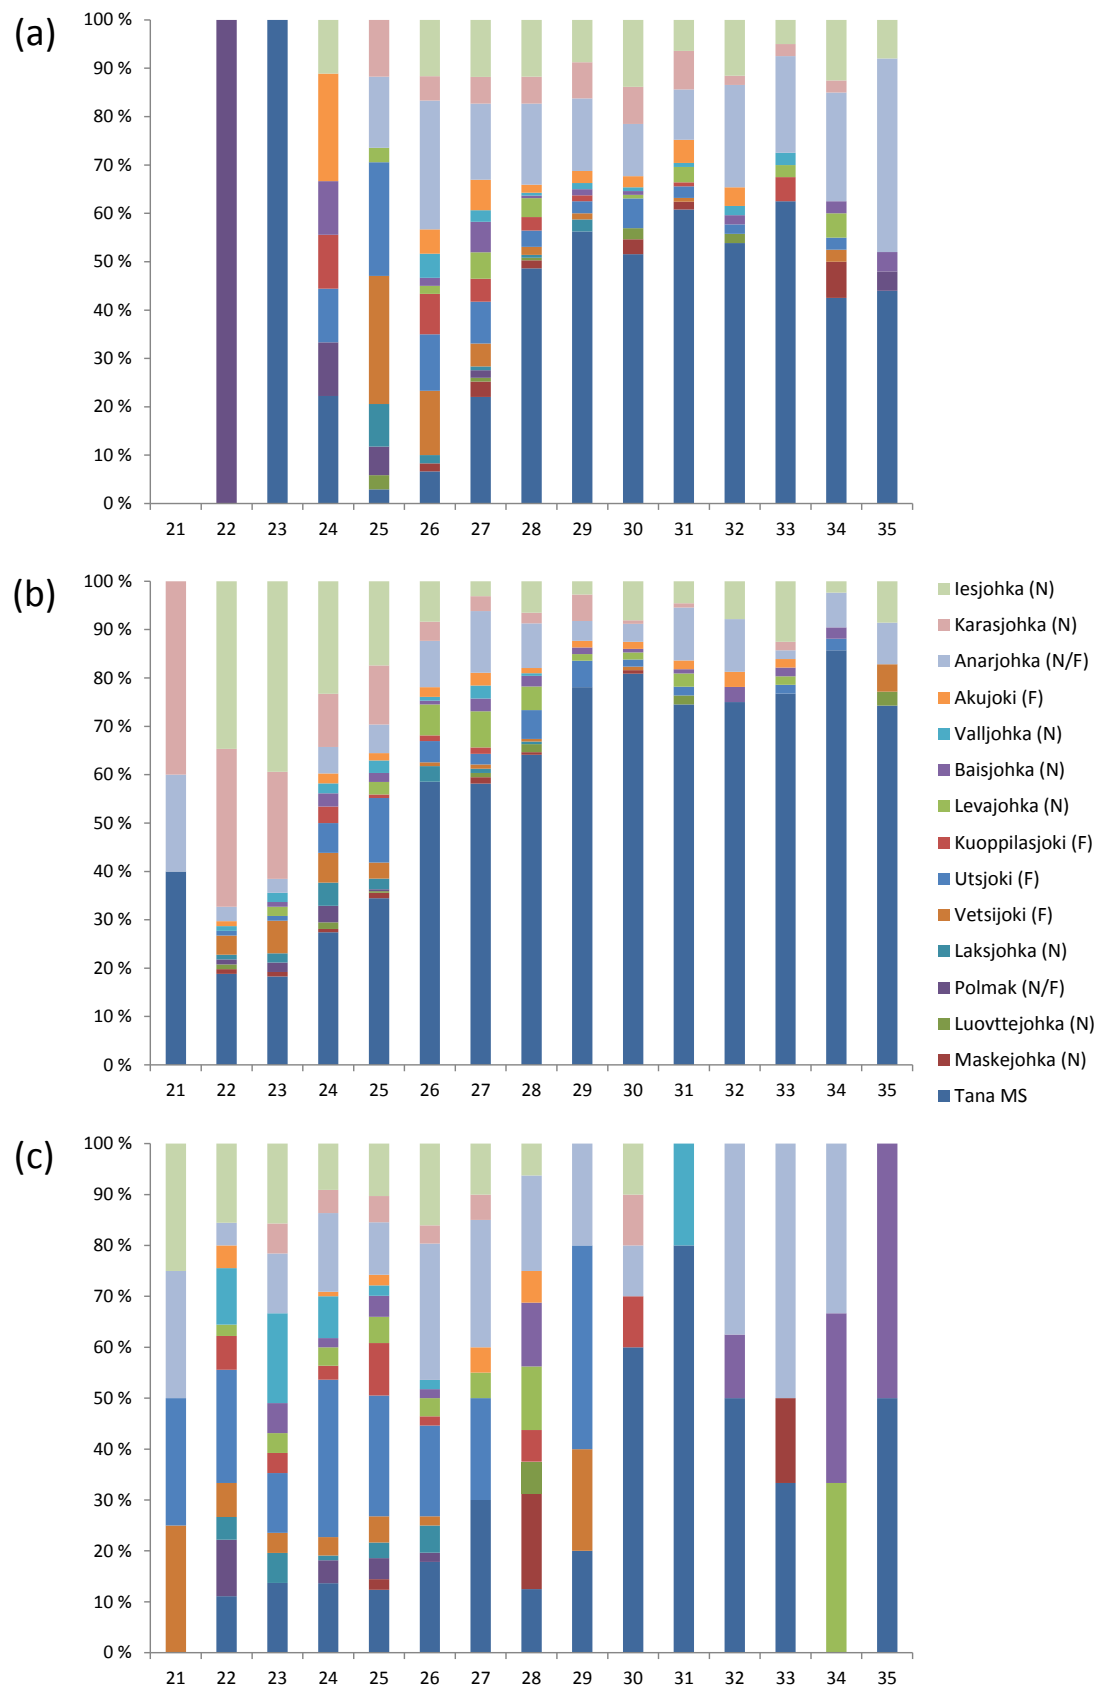 (a)
100 %
90 %
80 %
70 %
60 %
50 %
40 %
30 %
20 %
10 %
0 %
21 22 23 24 25 26 27 28 29 30 31 32 33 34 35
(b)
100 %
90 %
80 %
70 %
60 %
50 %
40 %
30 %
20 %
10 %
0 %
21 22 23 24 25 26 27 28 29 30 31 32 33 34 35
Iesjohka (N)
Karasjohka (N)
Anarjohka (N/F)
Akujoki (F)
Valljohka (N)
Baisjohka (N)
Levajohka (N)
Kuoppilasjoki (F)
Utsjoki (F)
Vetsijoki (F)
Laksjohka (N)
Polmak (N/F)
Luovttejohka (N)
Maskejohka (N)
Tana MS
(c)
100 %
90 %
80 %
70 %
60 %
50 %
40 %
30 %
20 %
10 %
0 %
21 22 23 24 25 26 27 28 29 30 31 32 33 34 35